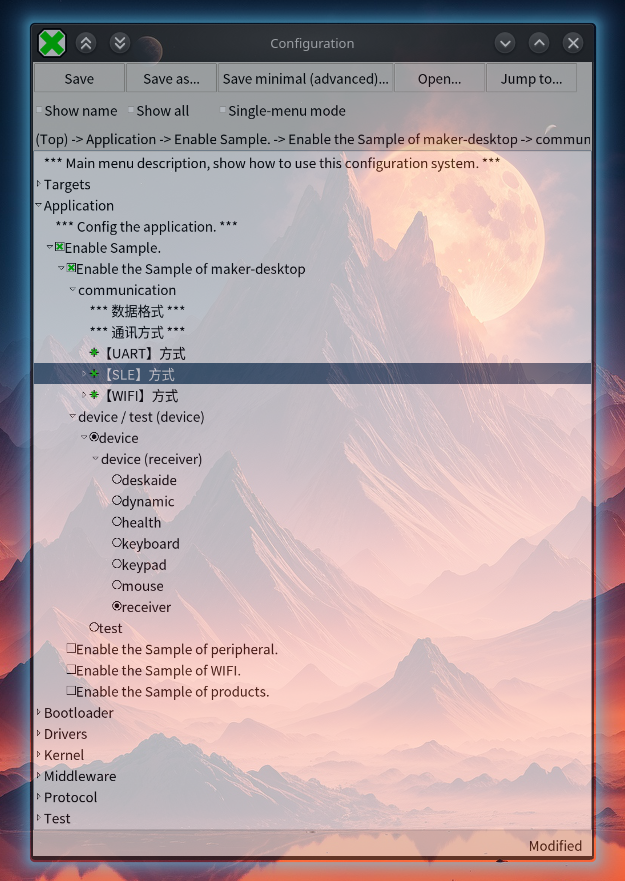 Configuration
Save Save as... Save minimal (advanced)... Open... Jump to...
Show name Show all Single-menu mode
(Top) -> Application -> Enable Sample. -> Enable the Sample of maker-desktop -> commun
*** Main menu description, show how to use this configuration system. ***
Targets
Application
*** Config the application. ***
Enable Sample.
Enable the Sample of maker-desktop
communication
*** 数据格式 ***
*** 通讯方式 ***
【UART】方式
【SLE】方式
【WIFI】方式
device / test (device)
device
device (receiver)
deskaide
dynamic
health
keyboard
keypad
mouse
receiver
test
Enable the Sample of peripheral.
Enable the Sample of WIFI.
Enable the Sample of products.
Bootloader
Drivers
Kernel
Middleware
Protocol
Test
Modified